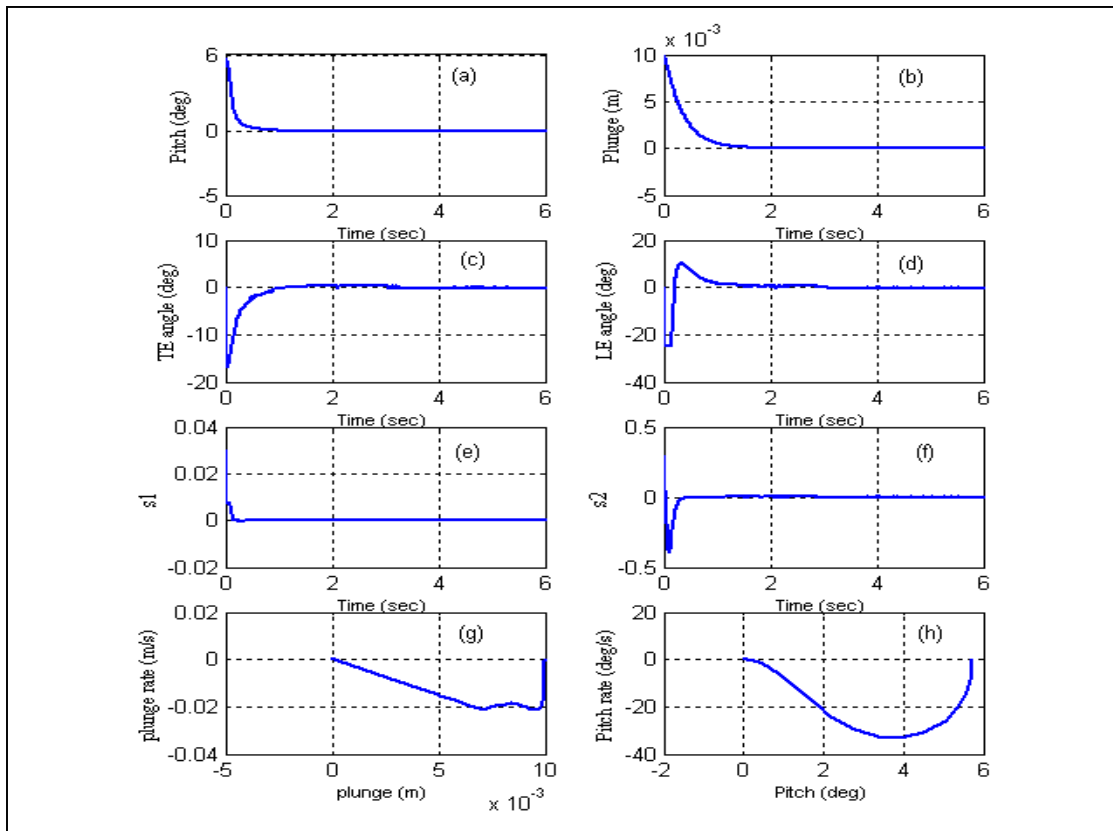 x 10^-3
6
0
-5
Pitch (deg)
(a)
0 2 4 6
Time (sec)
10
5
0
-5
Plunge (m)
(b)
0 2 4 6
Time (sec)
10
0
-10
-20
TE angle (deg)
(c)
0 2 4 6
Time (sec)
20
0
-20
-40
LE angle (deg)
(d)
0 2 4 6
Time (sec)
0.04
0.02
0
-0.02
s1
(e)
0 2 4 6
Time (sec)
0.5
0
-0.5
s2
(f)
0 2 4 6
Time (sec)
0.02
0
-0.02
-0.04
plunge rate (m/s)
(g)
-5 0 5 10
plunge (m)
x 10^-3
20
0
-20
-40
Pitch rate (deg/s)
(h)
-2 0 2 4 6
Pitch (deg)